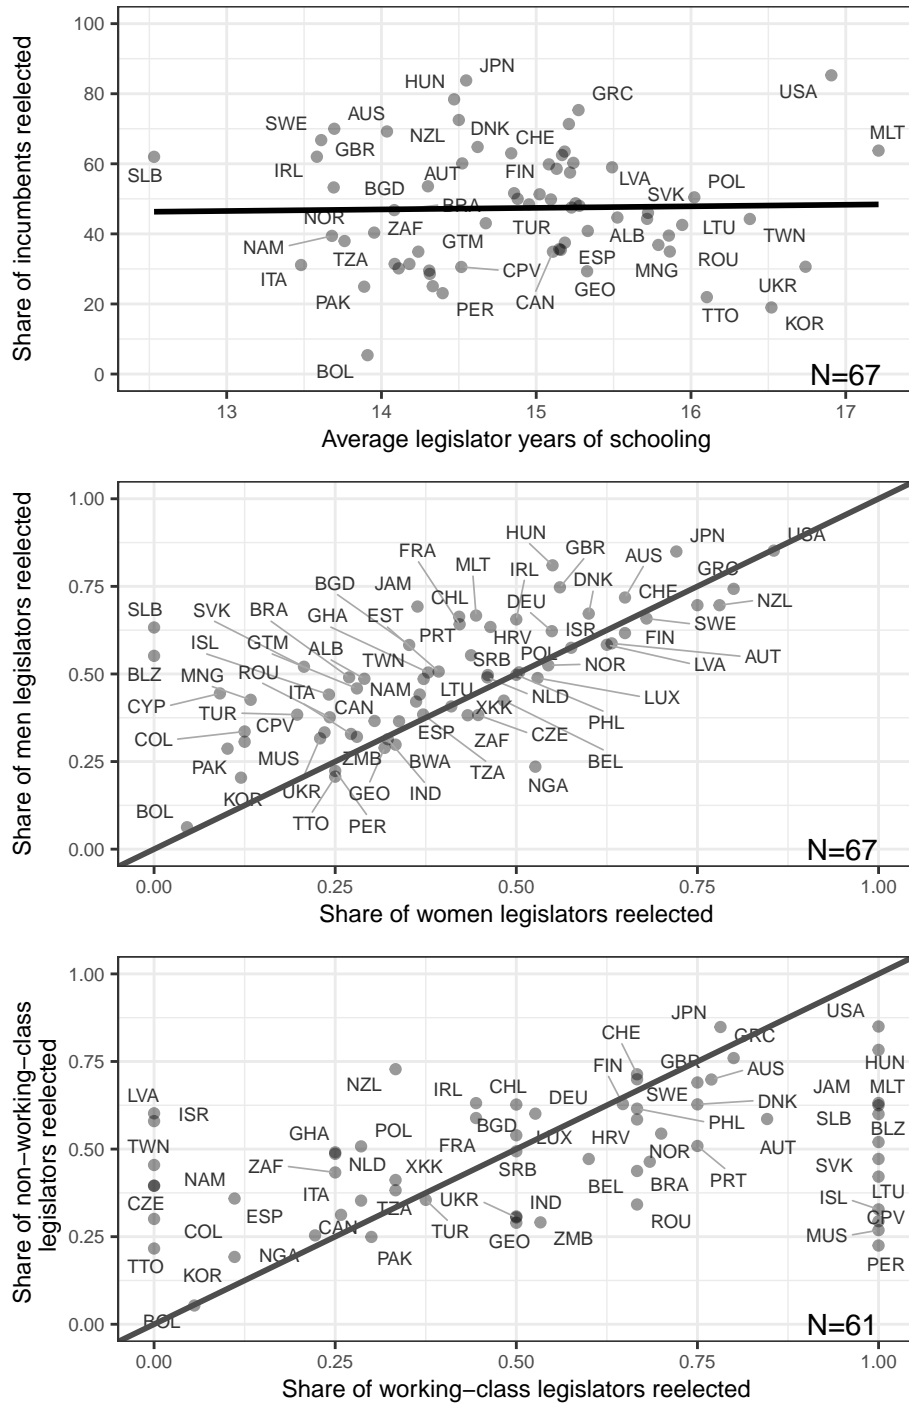 Share of incumbents reelected
100
80
60
40
20
0
JPN
HUN
GRC
USA
SWE
AUS
NZL
DNK
CHE
MLT
GBR
SLB
IRL
AUT
FIN
LVA
BGD
BRA
SVK
POL
NOR
ZAF
TUR
NAM
GTM
ALB
LTU
TWN
TZA
ESP
ITA
CPV
MNG
ROU
PAK
PER
CAN
GEO
UKR
TTO
KOR
BOL
N=67
13
14
15
16
17
Average legislator years of schooling
Share of men legislators reelected
1.00
0.75
0.50
0.25
0.00
HUN
JPN
USA
FRA
GBR
MLT
IRL
AUS
GRC
BGD
JAM
DNK
SLB
SVK
BRA
GHA
EST
CHL
DEU
CHE
NZL
ISL
GTM
ALB
PRT
HRV
ISR
SWE
FIN
BLZ
MNG
ROU
TWN
SRB
POL
NOR
LVA
AUT
CYP
ITA
NAM
LTU
NLD
LUX
TUR
CPV
CAN
XKK
PHL
COL
ESP
ZAF
CZE
PAK
MUS
ZMB
BWA
TZA
BEL
KOR
UKR
GEO
IND
NGA
BOL
TTO
PER
N=67
0.00
0.25
0.50
0.75
1.00
Share of women legislators reelected
Share of non−working−class
legislators reelected
1.00
0.75
0.50
0.25
0.00
JPN
USA
CHE
GRC
NZL
FIN
GBR
AUS
HUN
LVA
ISR
IRL
CHL
DEU
SWE
DNK
JAM
MLT
TWN
GHA
POL
FRA
BGD
LUX
HRV
PHL
AUT
SLB
BLZ
NAM
ZAF
NLD
XKK
SRB
NOR
PRT
SVK
CZE
ESP
ITA
TZA
UKR
IND
BEL
BRA
ISL
LTU
COL
CAN
TUR
ROU
CPV
NGA
PAK
GEO
ZMB
MUS
TTO
KOR
PER
BOL
N=61
0.00
0.25
0.50
0.75
1.00
Share of working−class legislators reelected